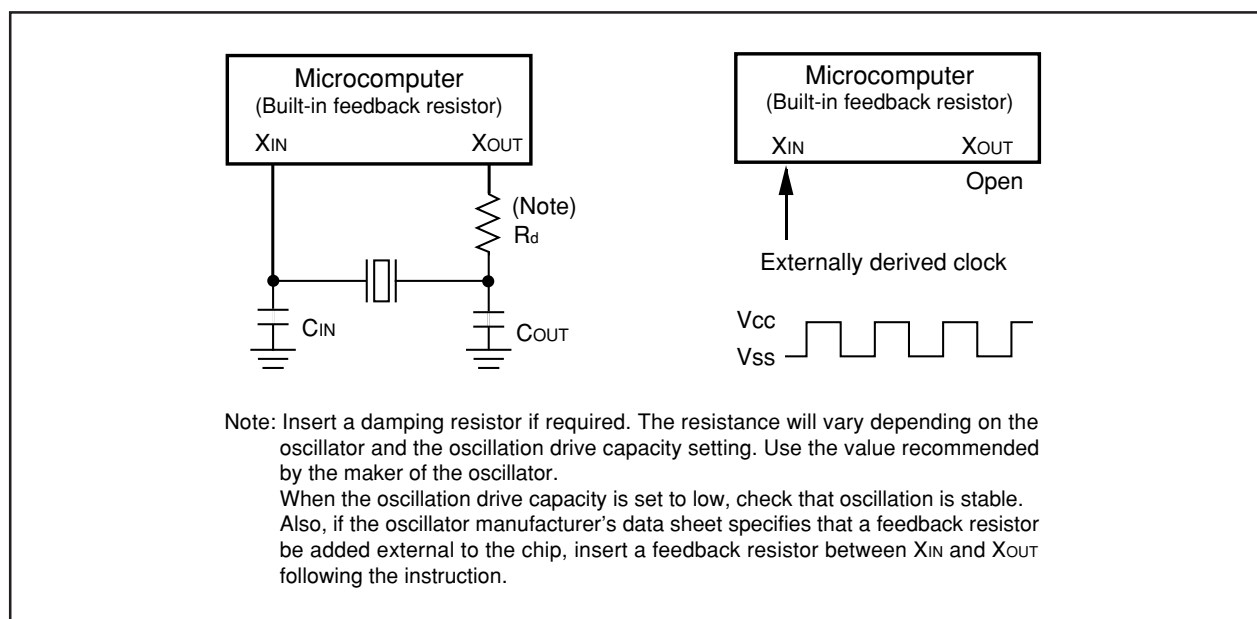 Microcomputer
(Built-in feedback resistor)
XIN XOUT
(Note)
Rd
CIN
COUT
Microcomputer
(Built-in feedback resistor)
XIN XOUT
Open
Externally derived clock
Vcc
Vss
Note: Insert a damping resistor if required. The resistance will vary depending on the
oscillator and the oscillation drive capacity setting. Use the value recommended
by the maker of the oscillator.
When the oscillation drive capacity is set to low, check that oscillation is stable.
Also, if the oscillator manufacturer's data sheet specifies that a feedback resistor
be added external to the chip, insert a feedback resistor between XIN and XOUT
following the instruction.